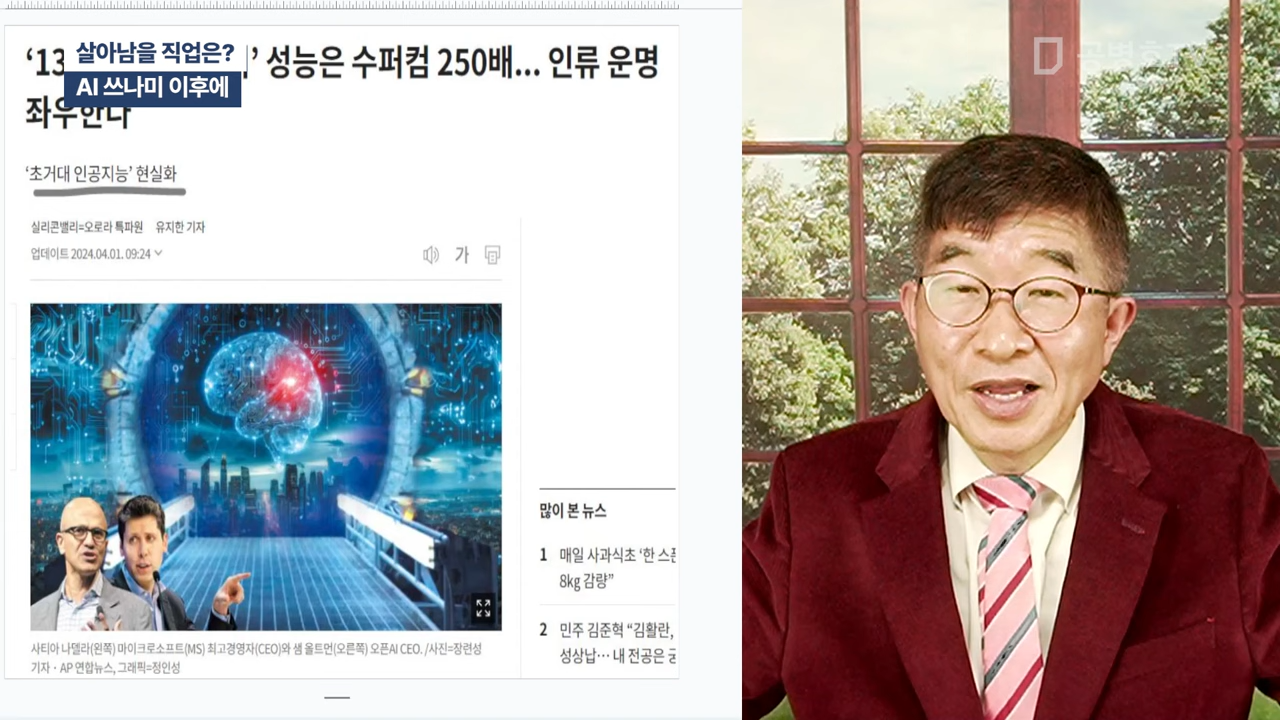 살아남을 직업은?
AI 쓰나미 이후에
‘13 ’ 성능은 수퍼컴 250배... 인류 운명
좌우한다
‘초거대 인공지능’ 현실화
실리콘밸리=오로라 특파원 유지한 기자
업데이트 2024.04.01. 09:24
가
많이 본 뉴스
1 매일 사과식초 ‘한 스푼
8kg 감량”
2 민주 김준혁 “김활란,
성상납… 내 전공은 궁
사티아 나델라(왼쪽) 마이크로소프트(MS) 최고경영자(CEO)와 샘 올트먼(오른쪽) 오픈AI CEO. /사진=장련성
기자·AP 연합뉴스, 그래픽=정인성